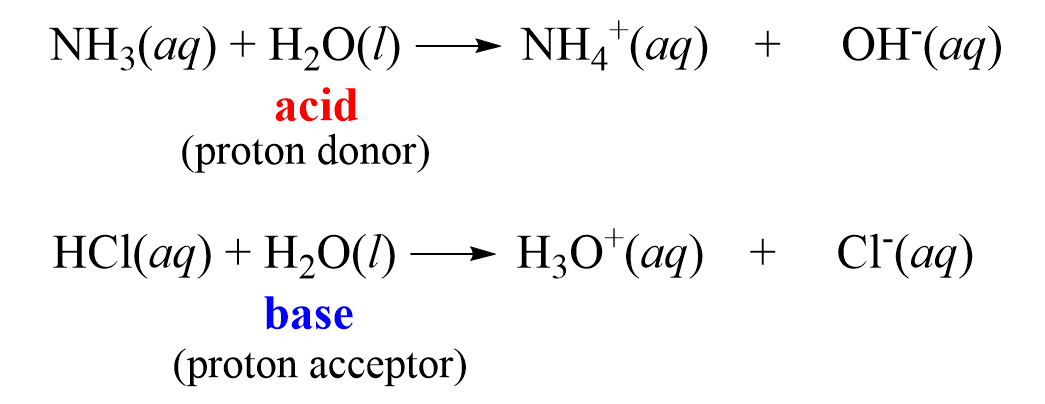 NH₃(aq) + H₂O(l) ⟶ NH₄⁺(aq) + OH⁻(aq)
acid
(proton donor)
HCl(aq) + H₂O(l) ⟶ H₃O⁺(aq) + Cl⁻(aq)
base
(proton acceptor)